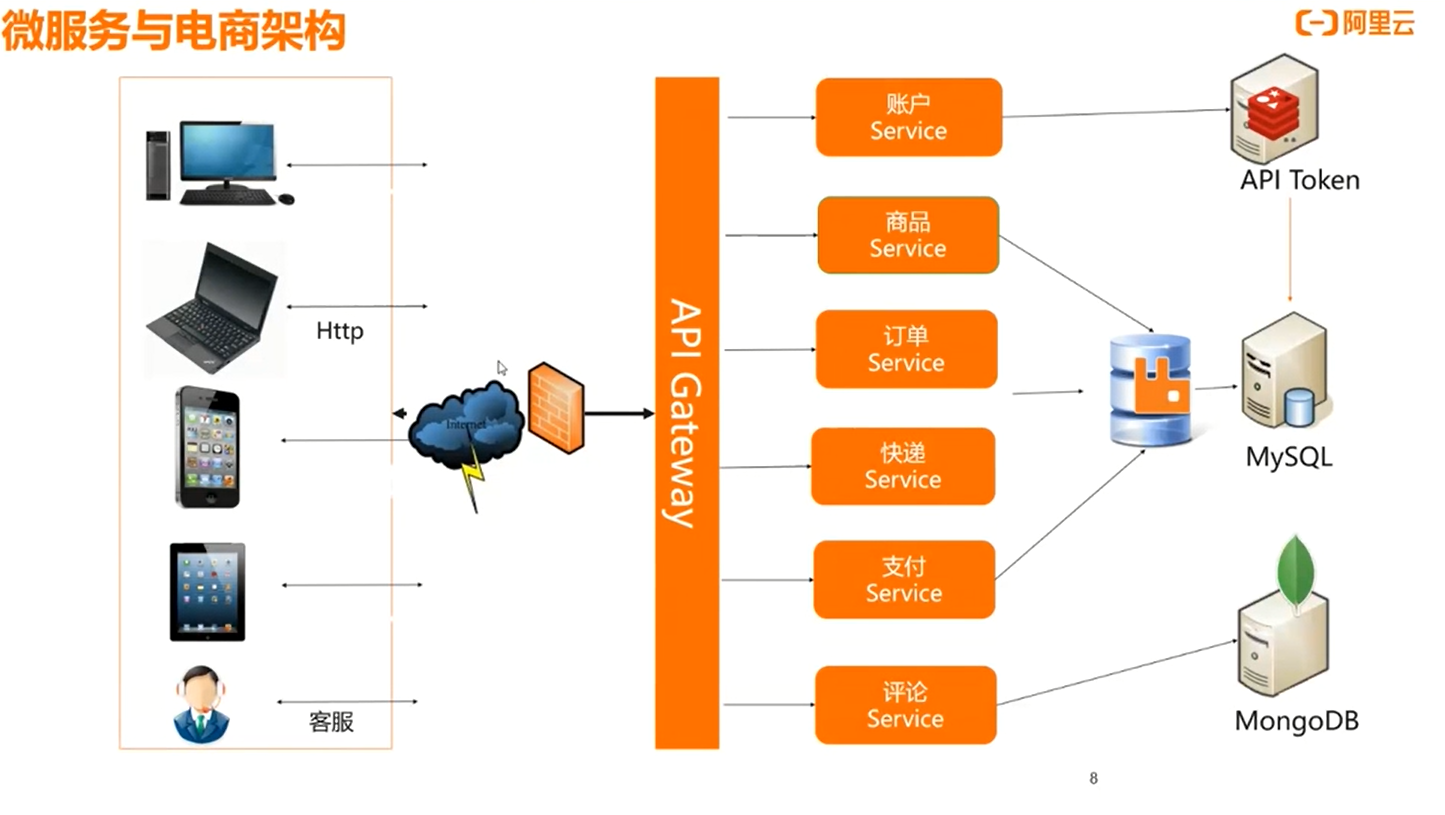 微服务与电商架构
阿里云
Http
客服
Internet
API Gateway
账户
Service
商品
Service
订单
Service
快递
Service
支付
Service
评论
Service
API Token
MySQL
MongoDB
8